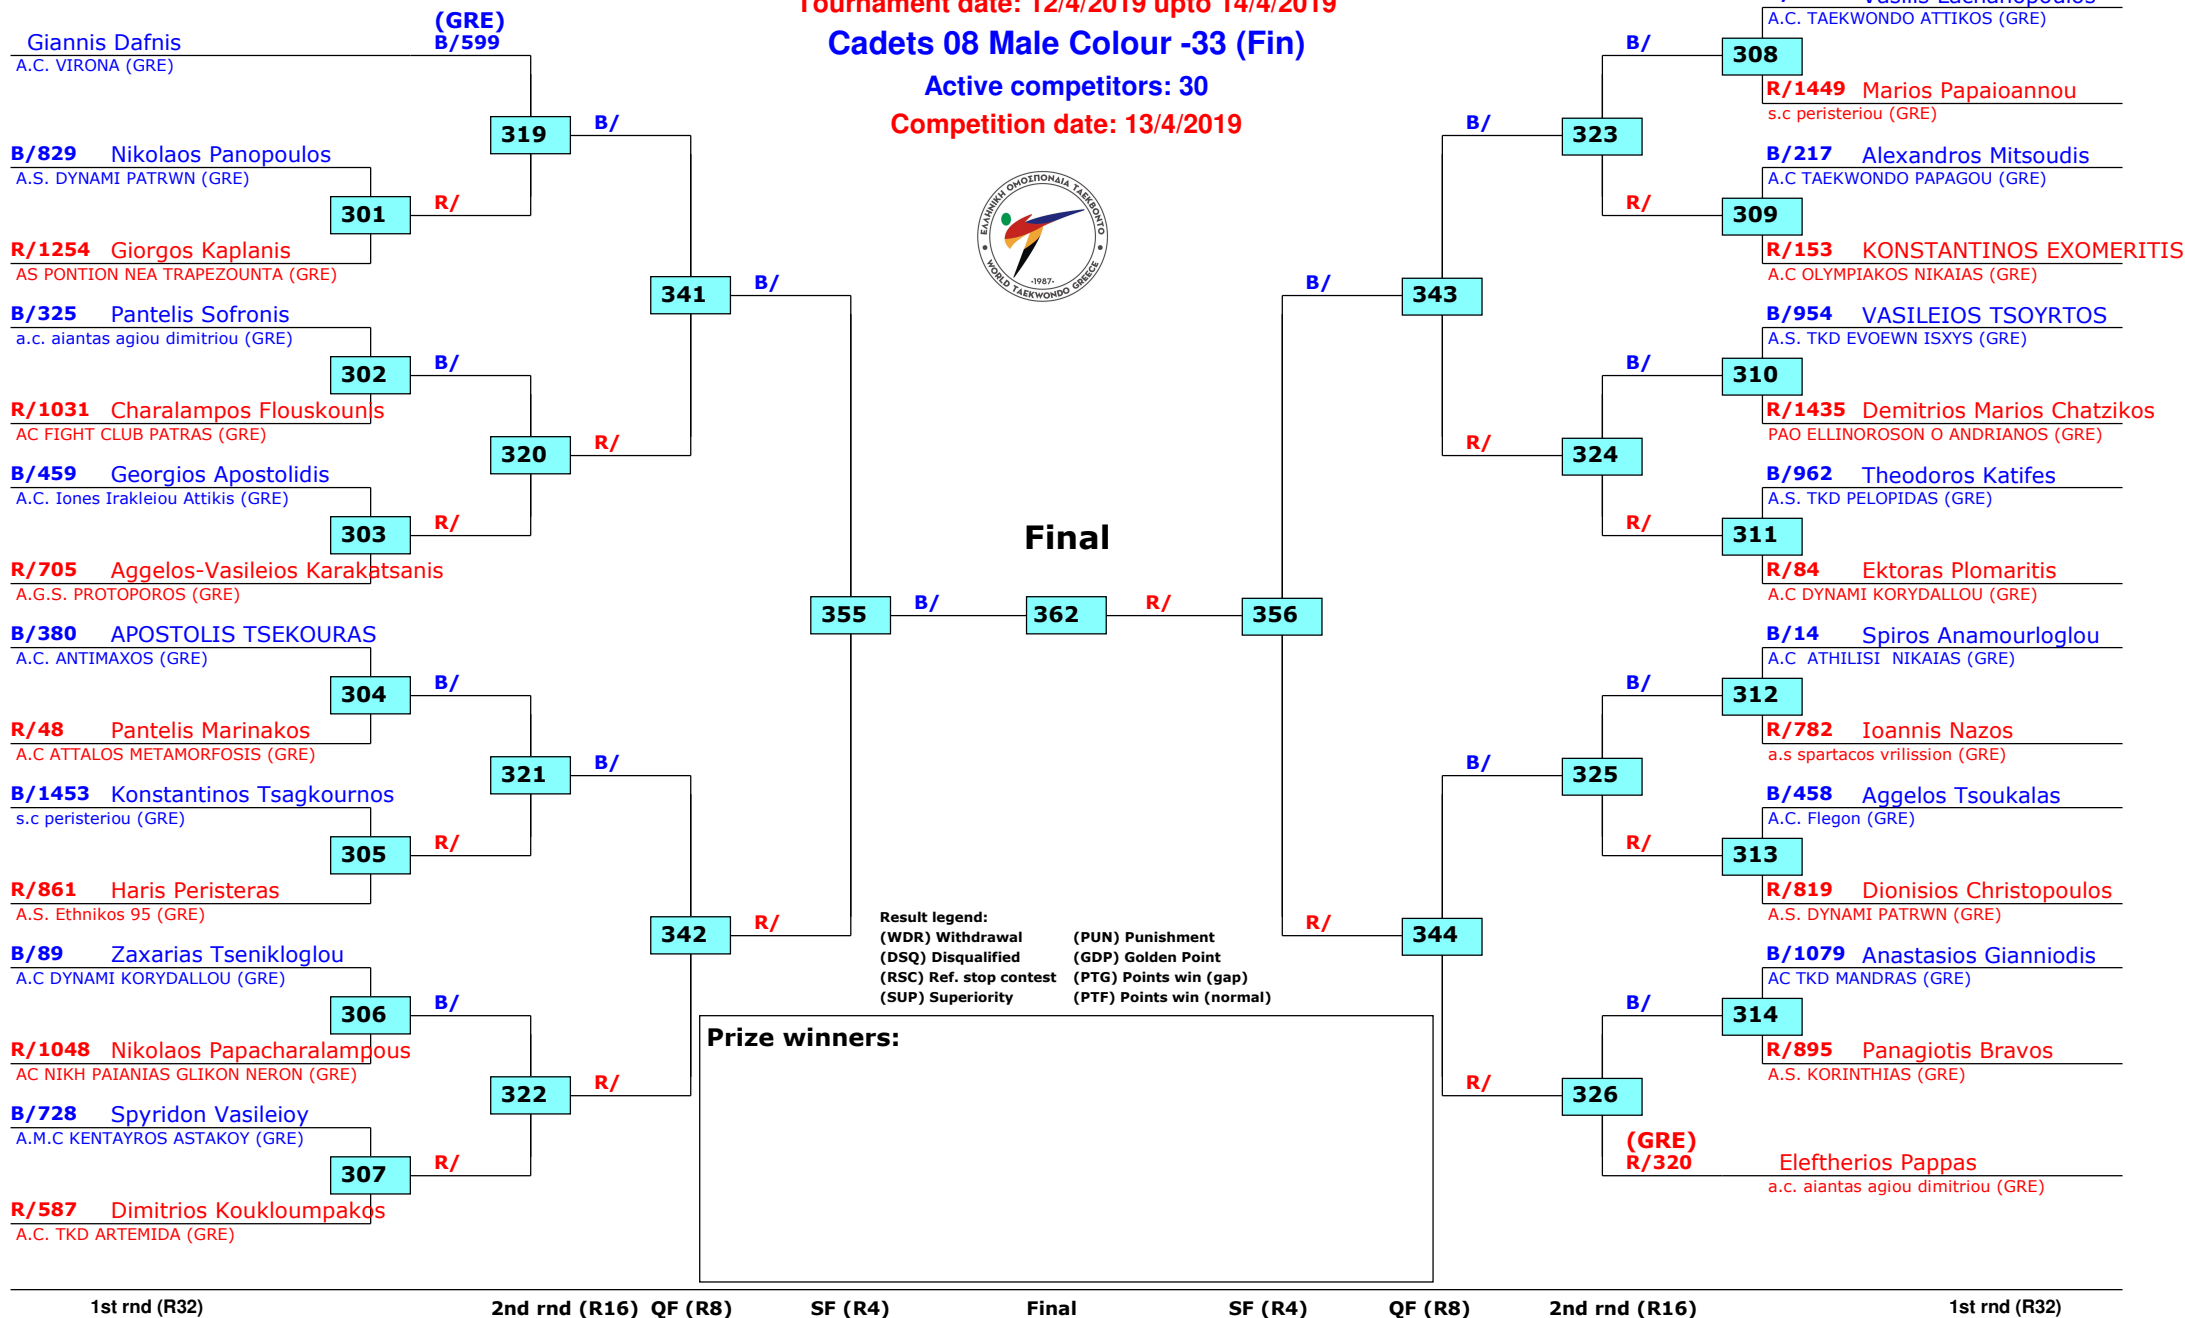 Tournament date: 12/4/2019 upto 14/4/2019
Cadets 08 Male Colour -33 (Fin)
Active competitors: 30
Competition date: 13/4/2019
ΕΛΛΗΝΙΚΗ ΟΜΟΣΠΟΝΔΙΑ ΤΑΕΚΒΟΝΤΟ
·1987·
WORLD TAEKWONDO GREECE
(GRE)
Giannis Dafnis B/599
A.C. VIRONA (GRE)
319 B/
B/829 Nikolaos Panopoulos
A.S. DYNAMI PATRWN (GRE)
301 R/
R/1254 Giorgos Kaplanis
AS PONTION NEA TRAPEZOUNTA (GRE)
341 B/
B/325 Pantelis Sofronis
a.c. aiantas agiou dimitriou (GRE)
302 B/
R/1031 Charalampos Flouskounis
AC FIGHT CLUB PATRAS (GRE)
320 R/
B/459 Georgios Apostolidis
A.C. Iones Irakleiou Attikis (GRE)
303 R/
R/705 Aggelos-Vasileios Karakatsanis
A.G.S. PROTOPOROS (GRE)
355 B/
B/380 APOSTOLIS TSEKOURAS
A.C. ANTIMAXOS (GRE)
304 B/
R/48 Pantelis Marinakos
A.C ATTALOS METAMORFOSIS (GRE)
321 B/
B/1453 Konstantinos Tsagkournos
s.c peristeriou (GRE)
305 R/
R/861 Haris Peristeras
A.S. Ethnikos 95 (GRE)
342 R/
B/89 Zaxarias Tsenikloglou
A.C DYNAMI KORYDALLOU (GRE)
306 B/
R/1048 Nikolaos Papacharalampous
AC NIKH PAIANIAS GLIKON NERON (GRE)
322 R/
B/728 Spyridon Vasileioy
A.M.C KENTAYROS ASTAKOY (GRE)
307 R/
R/587 Dimitrios Koukloumpakos
A.C. TKD ARTEMIDA (GRE)
Final
362
R/ 356
A.C. TAEKWONDO ATTIKOS (GRE)
B/ 308
R/1449 Marios Papaioannou
s.c peristeriou (GRE)
B/ 323
B/217 Alexandros Mitsoudis
A.C TAEKWONDO PAPAGOU (GRE)
R/ 309
R/153 KONSTANTINOS EXOMERITIS
A.C OLYMPIAKOS NIKAIAS (GRE)
B/ 343
B/954 VASILEIOS TSOYRTOS
A.S. TKD EVOEWN ISXYS (GRE)
B/ 310
R/1435 Demitrios Marios Chatzikos
PAO ELLINOROSON O ANDRIANOS (GRE)
R/ 324
B/962 Theodoros Katifes
A.S. TKD PELOPIDAS (GRE)
R/ 311
R/84 Ektoras Plomaritis
A.C DYNAMI KORYDALLOU (GRE)
B/14 Spiros Anamourloglou
A.C ATHILISI NIKAIAS (GRE)
B/ 312
R/782 Ioannis Nazos
a.s spartacos vrilission (GRE)
B/ 325
B/458 Aggelos Tsoukalas
A.C. Flegon (GRE)
R/ 313
R/819 Dionisios Christopoulos
A.S. DYNAMI PATRWN (GRE)
R/ 344
B/1079 Anastasios Gianniodis
AC TKD MANDRAS (GRE)
B/ 314
R/895 Panagiotis Bravos
A.S. KORINTHIAS (GRE)
R/ 326
(GRE)
R/320 Eleftherios Pappas
a.c. aiantas agiou dimitriou (GRE)
Result legend:
(WDR) Withdrawal (PUN) Punishment
(DSQ) Disqualified (GDP) Golden Point
(RSC) Ref. stop contest (PTG) Points win (gap)
(SUP) Superiority (PTF) Points win (normal)
Prize winners:
1st rnd (R32) 2nd rnd (R16) QF (R8) SF (R4) Final SF (R4) QF (R8) 2nd rnd (R16) 1st rnd (R32)